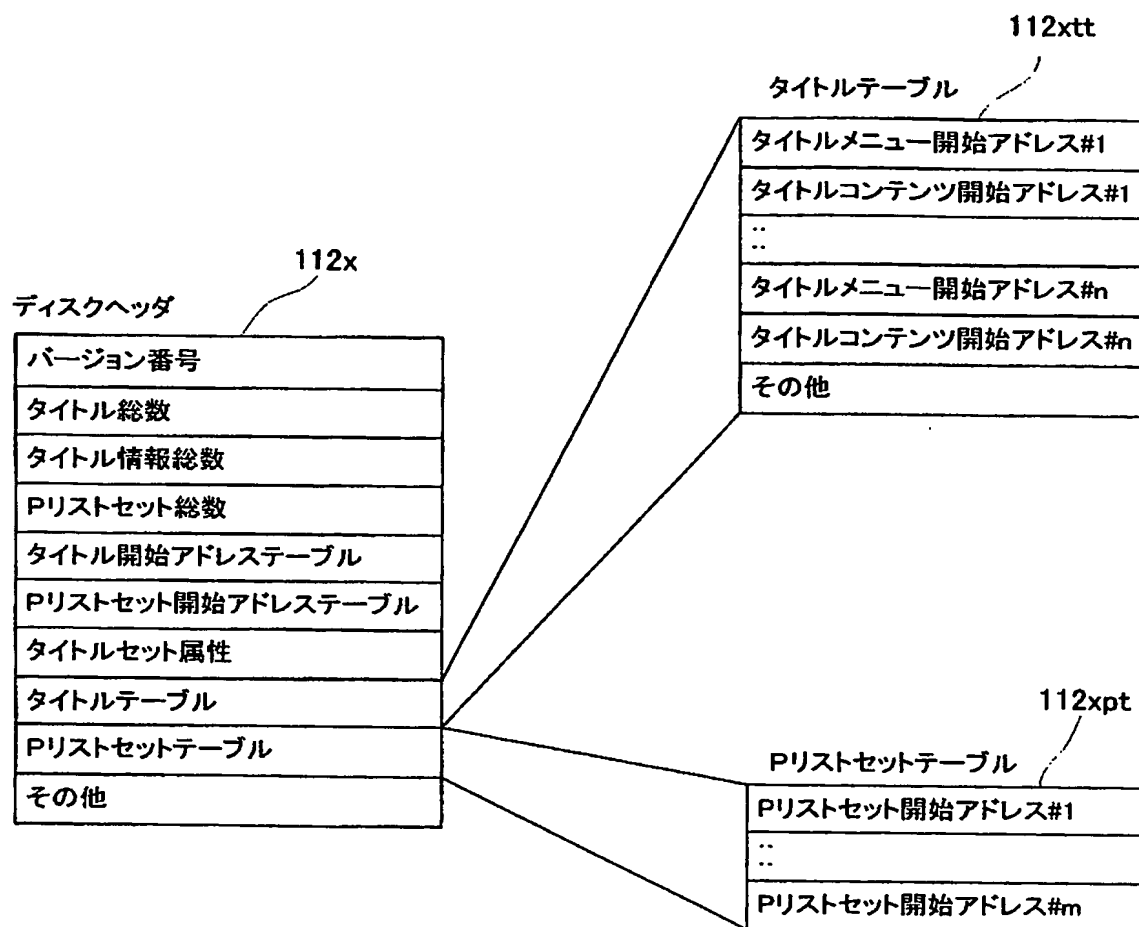 112xtt
タイトルテーブル
タイトルメニュー開始アドレス#1
タイトルコンテンツ開始アドレス#1
::
タイトルメニュー開始アドレス#n
タイトルコンテンツ開始アドレス#n
その他
112x
ディスクヘッダ
バージョン番号
タイトル総数
タイトル情報総数
Pリストセット総数
タイトル開始アドレステーブル
Pリストセット開始アドレステーブル
タイトルセット属性
タイトルテーブル
Pリストセットテーブル
その他
112xpt
Pリストセットテーブル
Pリストセット開始アドレス#1
::
Pリストセット開始アドレス#m